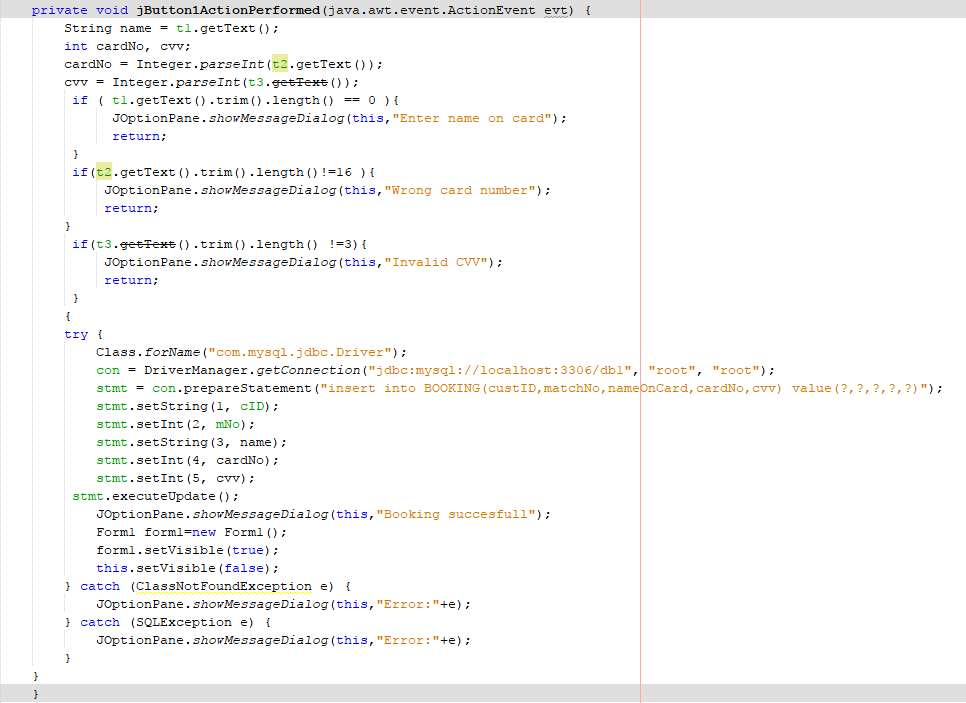 private void jButton1ActionPerformed(java.awt.event.ActionEvent evt) {
String name = t1.getText();
int cardNo, cvv;
cardNo = Integer.parseInt(t2.getText());
cvv = Integer.parseInt(t3.getText());
if ( t1.getText().trim().length() == 0 ){
JOptionPane.showMessageDialog(this,"Enter name on card");
return;
}
if(t2.getText().trim().length()!=16 ){
JOptionPane.showMessageDialog(this,"Wrong card number");
return;
}
if(t3.getText().trim().length() !=3){
JOptionPane.showMessageDialog(this,"Invalid CVV");
return;
}
{
try {
Class.forName("com.mysql.jdbc.Driver");
con = DriverManager.getConnection("jdbc:mysql://localhost:3306/db1", "root", "root");
stmt = con.prepareStatement("insert into BOOKING(custID,matchNo,nameOnCard,cardNo,cvv) value(?,?,?,?,?)");
stmt.setString(1, cID);
stmt.setInt(2, mNo);
stmt.setString(3, name);
stmt.setInt(4, cardNo);
stmt.setInt(5, cvv);
stmt.executeUpdate();
JOptionPane.showMessageDialog(this,"Booking succesfull");
Form1 form1=new Form1();
form1.setVisible(true);
this.setVisible(false);
} catch (ClassNotFoundException e) {
JOptionPane.showMessageDialog(this,"Error:"+e);
} catch (SQLException e) {
JOptionPane.showMessageDialog(this,"Error:"+e);
}
}
}